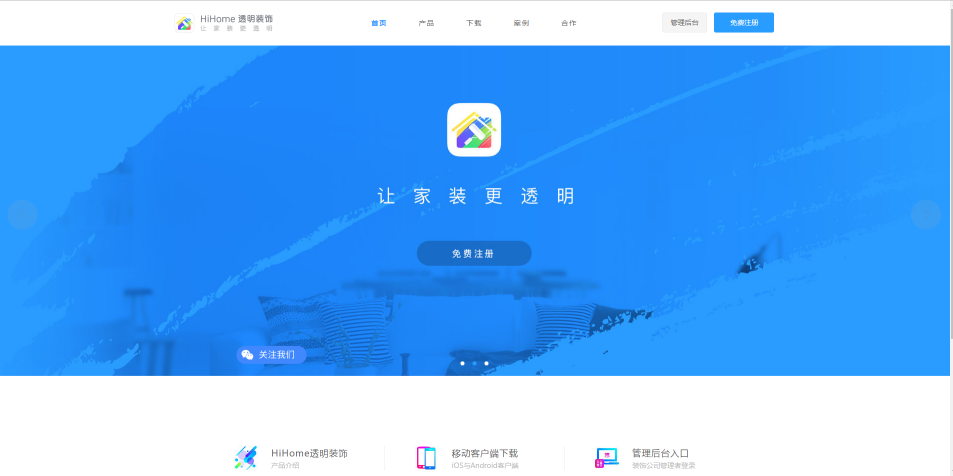 HiHome 透明装饰
让 家 装 更 透 明
首页 产品 下载 案例 合作
管理后台 免费注册
让 家 装 更 透 明
免费注册
关注我们
HiHome透明装饰
产品介绍
移动客户端下载
iOS与Android客户端
管理后台入口
装饰公司管理者登录